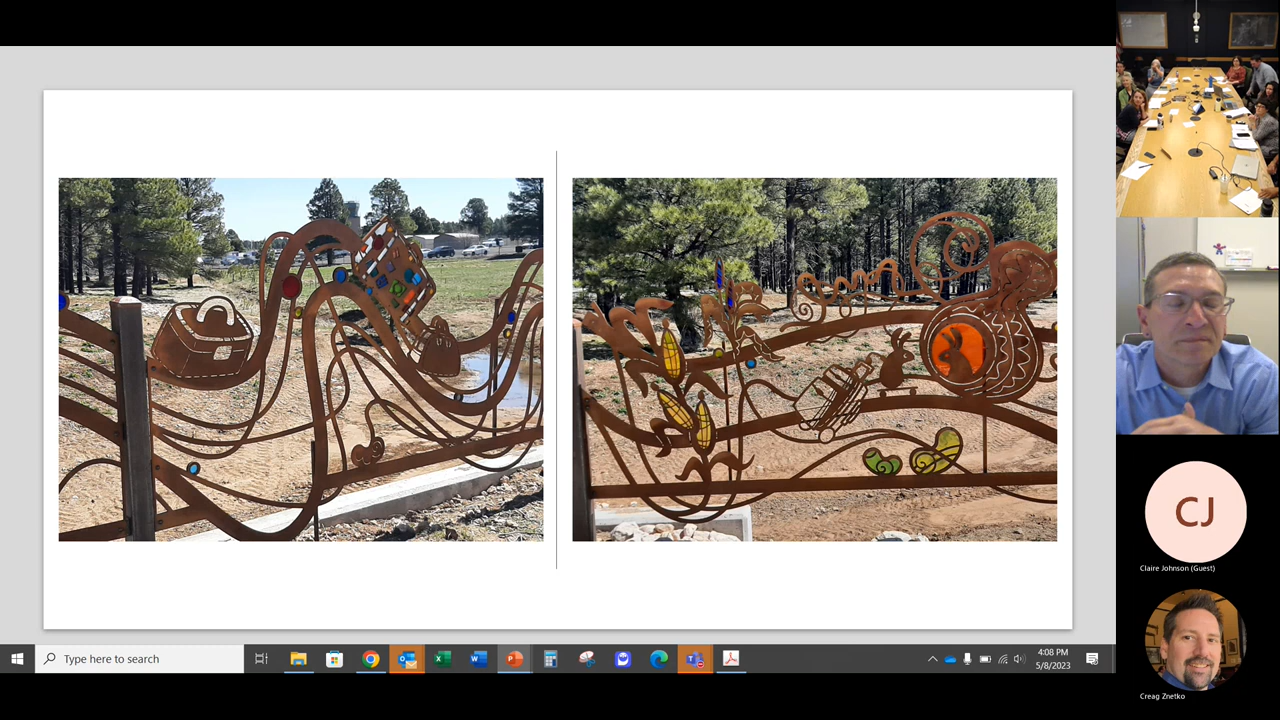 CJ
Claire Johnson (Guest)
Creag Znetko
Type here to search
4:08 PM
5/8/2023